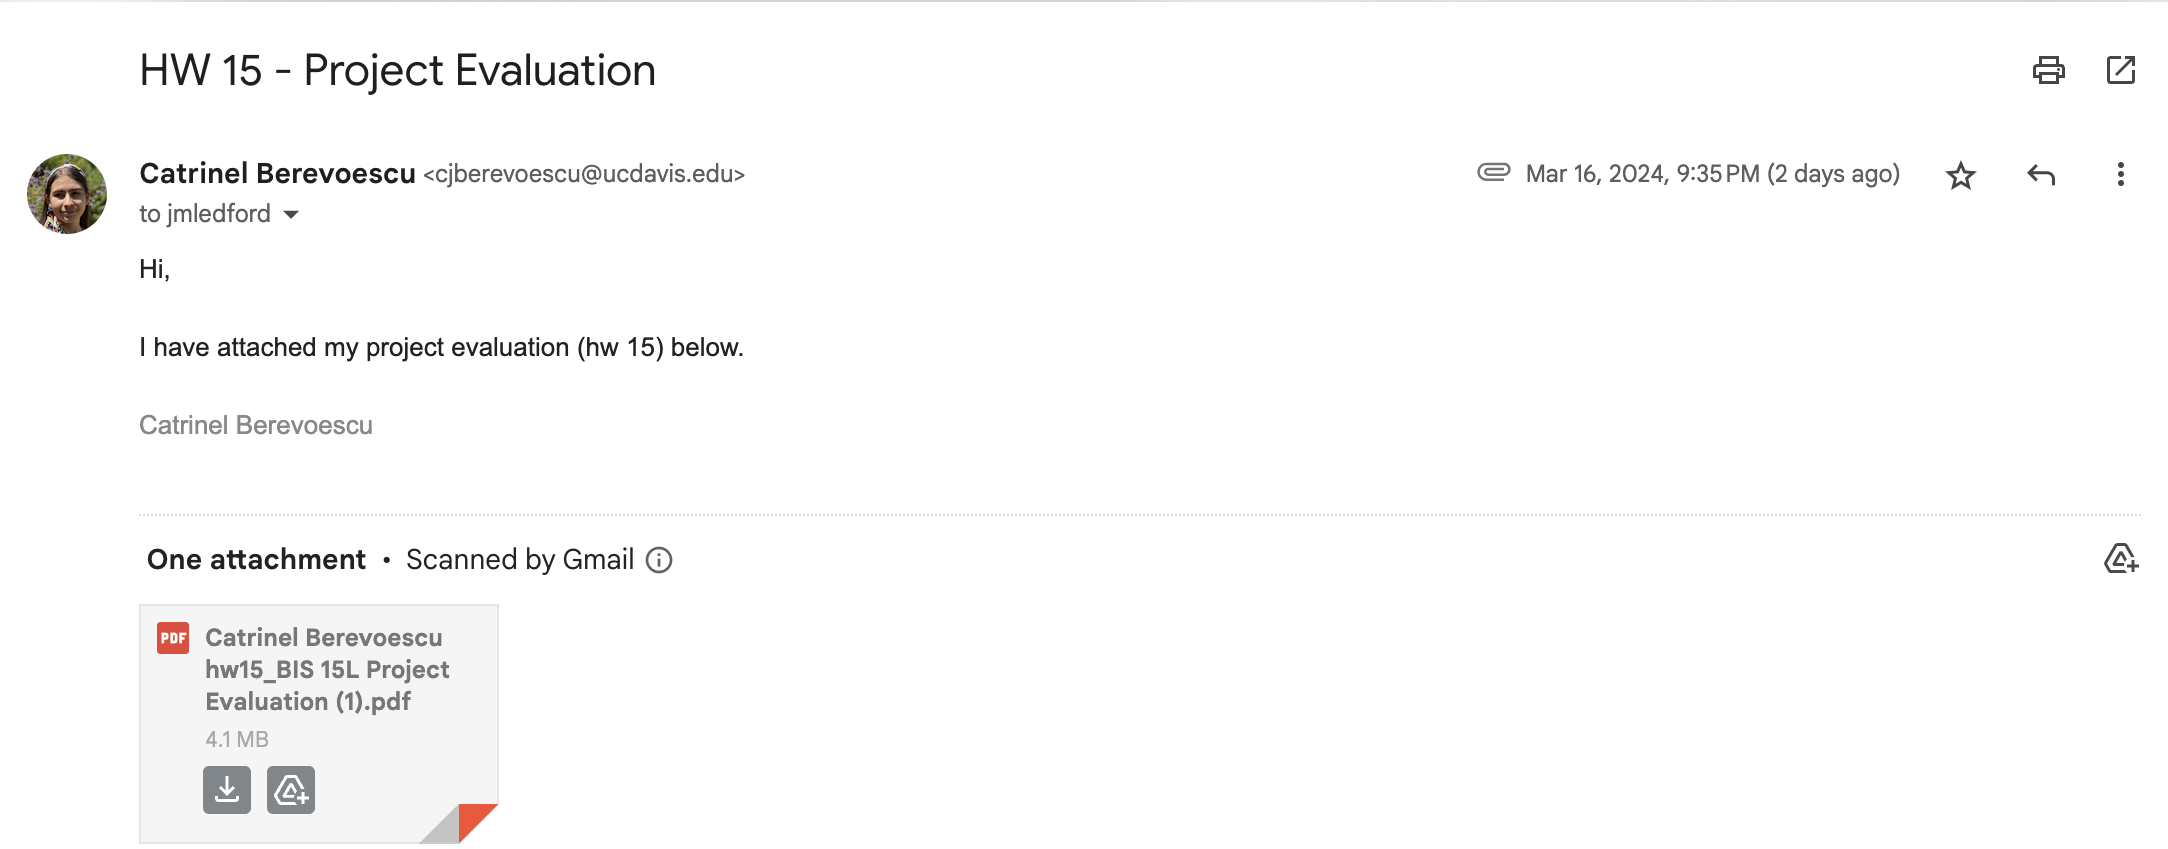 HW 15 - Project Evaluation
Catrinel Berevoescu <cjberevoescu@ucdavis.edu>
Mar 16, 2024, 9:35 PM (2 days ago)
to jmledford
Hi,
I have attached my project evaluation (hw 15) below.
Catrinel Berevoescu
One attachment • Scanned by Gmail
PDF
Catrinel Berevoescu
hw15_BIS 15L Project
Evaluation (1).pdf
4.1 MB